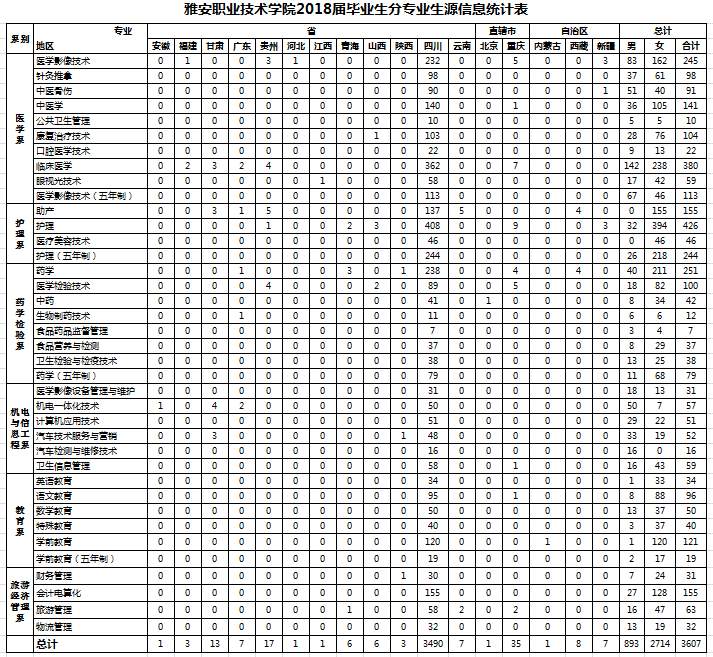 雅安职业技术学院2018届毕业生分专业生源信息统计表
系别 专业 地区 省 直辖市 自治区 总计
安徽 福建 甘肃 广东 贵州 河北 江西 青海 山西 陕西 四川 云南 北京 重庆 内蒙古 西藏 新疆 男 女 合计
医学系
医学影像技术 0 1 0 0 3 1 0 0 0 0 232 0 0 5 0 0 3 83 162 245
针灸推拿 0 0 0 0 0 0 0 0 0 0 98 0 0 0 0 0 0 37 61 98
中医骨伤 0 0 0 0 0 0 0 0 0 0 90 0 0 0 0 0 1 51 40 91
中医学 0 0 0 0 0 0 0 0 0 0 140 0 0 1 0 0 0 36 105 141
公共卫生管理 0 0 0 0 0 0 0 0 0 0 10 0 0 0 0 0 0 5 5 10
康复治疗技术 0 0 0 0 0 0 0 0 1 0 103 0 0 0 0 0 0 28 76 104
口腔医学技术 0 0 0 0 0 0 0 0 0 0 22 0 0 0 0 0 0 9 13 22
临床医学 0 2 3 2 4 0 0 0 0 0 362 0 0 7 0 0 0 142 238 380
眼视光技术 0 0 0 0 0 0 1 0 0 0 58 0 0 0 0 0 0 17 42 59
医学影像技术（五年制） 0 0 0 0 0 0 0 0 0 0 113 0 0 0 0 0 0 67 46 113
护理系
助产 0 0 3 1 5 0 0 0 0 0 137 5 0 0 0 4 0 0 155 155
护理 0 0 0 0 1 0 0 2 3 0 408 0 0 9 0 0 3 32 394 426
医疗美容技术 0 0 0 0 0 0 0 0 0 0 46 0 0 0 0 0 0 0 46 46
护理（五年制） 0 0 0 0 0 0 0 0 0 0 244 0 0 0 0 0 0 26 218 244
药学检验系
药学 0 0 0 1 0 0 0 3 0 1 238 0 0 4 0 4 0 40 211 251
医学检验技术 0 0 0 0 4 0 0 0 2 0 89 0 0 5 0 0 0 18 82 100
中药 0 0 0 0 0 0 0 0 0 0 41 0 1 0 0 0 0 8 34 42
生物制药技术 0 0 0 1 0 0 0 0 0 0 11 0 0 0 0 0 0 6 6 12
食品药品监督管理 0 0 0 0 0 0 0 0 0 0 7 0 0 0 0 0 0 3 4 7
食品营养与检测 0 0 0 0 0 0 0 0 0 0 37 0 0 0 0 0 0 8 29 37
卫生检验与检疫技术 0 0 0 0 0 0 0 0 0 0 38 0 0 0 0 0 0 13 25 38
药学（五年制） 0 0 0 0 0 0 0 0 0 0 79 0 0 0 0 0 0 11 68 79
机电与信息工程系
医学影像设备管理与维护 0 0 0 0 0 0 0 0 0 0 31 0 0 0 0 0 0 18 13 31
机电一体化技术 1 0 4 2 0 0 0 0 0 0 50 0 0 0 0 0 0 50 7 57
计算机应用技术 0 0 0 0 0 0 0 0 0 0 51 0 0 0 0 0 0 29 22 51
汽车技术服务与营销 0 0 3 0 0 0 0 0 0 1 48 0 0 0 0 0 0 33 19 52
汽车检测与维修技术 0 0 0 0 0 0 0 0 0 0 16 0 0 0 0 0 0 16 0 16
卫生信息管理 0 0 0 0 0 0 0 0 0 0 58 0 0 1 0 0 0 16 43 59
教育系
英语教育 0 0 0 0 0 0 0 0 0 0 34 0 0 0 0 0 0 1 33 34
语文教育 0 0 0 0 0 0 0 0 0 0 95 0 0 1 0 0 0 8 88 96
数学教育 0 0 0 0 0 0 0 0 0 0 50 0 0 0 0 0 0 13 37 50
特殊教育 0 0 0 0 0 0 0 0 0 0 40 0 0 0 0 0 0 3 37 40
学前教育 0 0 0 0 0 0 0 0 0 0 120 0 0 0 1 0 0 1 120 121
学前教育（五年制） 0 0 0 0 0 0 0 0 0 0 19 0 0 0 0 0 0 2 17 19
旅游经济管理系
财务管理 0 0 0 0 0 0 0 0 0 1 30 0 0 0 0 0 0 7 24 31
会计电算化 0 0 0 0 0 0 0 0 0 0 155 0 0 0 0 0 0 27 128 155
旅游管理 0 0 0 0 0 0 0 1 0 0 58 2 0 2 0 0 0 16 47 63
物流管理 0 0 0 0 0 0 0 0 0 0 32 0 0 0 0 0 0 13 19 32
总计 1 3 13 7 17 1 1 6 6 3 3490 7 1 35 1 8 7 893 2714 3607